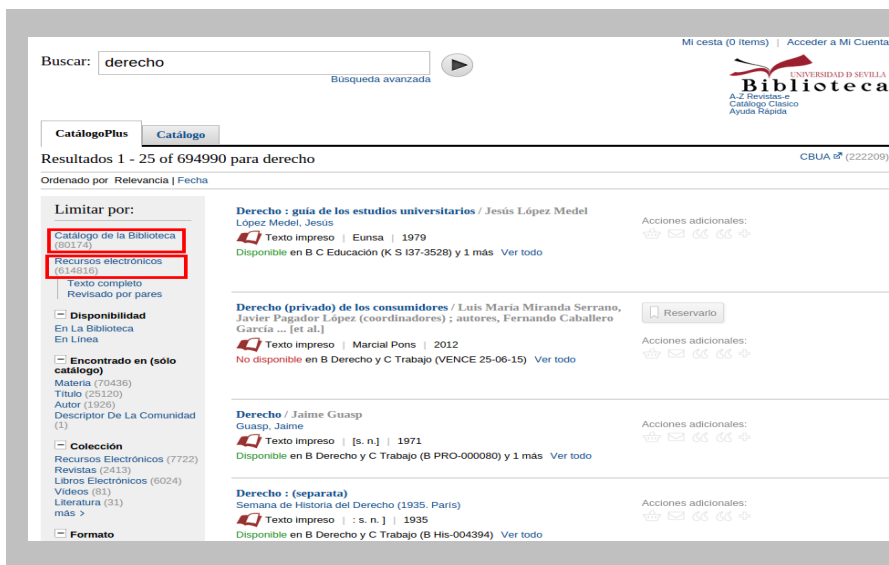 Mi cesta (0 ítems) | Acceder a Mi Cuenta
Buscar: derecho
Búsqueda avanzada
UNIVERSIDAD D SEVILLA
Biblioteca
A-Z Revistas-e
Catálogo Clasico
Ayuda Rápida
CatálogoPlus Catálogo
Resultados 1 - 25 of 694990 para derecho
CBUA (222209)
Ordenado por Relevancia | Fecha
Limitar por:
Catálogo de la Biblioteca
(80174)
Recursos electrónicos
(614816)
Texto completo
Revisado por pares
Disponibilidad
En La Biblioteca
En Línea
Encontrado en (sólo
catálogo)
Materia (70436)
Título (25120)
Autor (1926)
Descriptor De La Comunidad
(1)
Colección
Recursos Electrónicos (7722)
Revistas (2413)
Libros Electrónicos (6024)
Vídeos (81)
Literatura (31)
más >
Formato
Derecho : guía de los estudios universitarios / Jesús López Medel
López Medel, Jesús
Texto impreso | Eunsa | 1979
Disponible en B C Educación (K S I37-3528) y 1 más Ver todo
Acciones adicionales:
Derecho (privado) de los consumidores / Luis María Miranda Serrano,
Javier Pagador López (coordinadores) ; autores, Fernando Caballero
García ... [et al.]
Texto impreso | Marcial Pons | 2012
No disponible en B Derecho y C Trabajo (VENCE 25-06-15) Ver todo
Reservarlo
Acciones adicionales:
Derecho / Jaime Guasp
Guasp, Jaime
Texto impreso | [s. n.] | 1971
Disponible en B Derecho y C Trabajo (B PRO-000080) y 1 más Ver todo
Acciones adicionales:
Derecho : (separata)
Semana de Historia del Derecho (1935. París)
Texto impreso | : s. n. ] | 1935
Disponible en B Derecho y C Trabajo (B His-004394) Ver todo
Acciones adicionales: